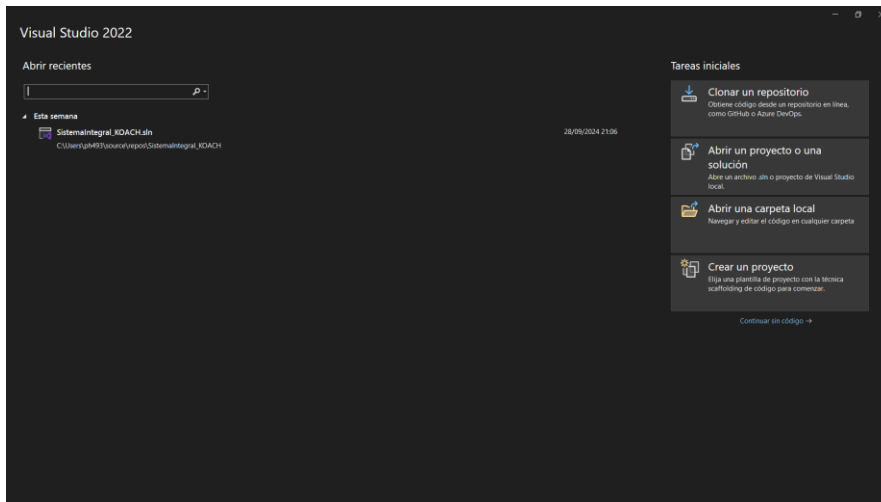 Visual Studio 2022
Abrir recientes
Esta semana
SistemaIntegral_KOACH.sln
28/09/2024 21:06
C:\Users\ph493\source\repos\SistemaIntegral_KOACH
Tareas iniciales
Clonar un repositorio
Obtiene código desde un repositorio en línea,
como GitHub o Azure DevOps.
Abrir un proyecto o una
solución
Abre un archivo .sln o proyecto de Visual Studio
local.
Abrir una carpeta local
Navegar y editar el código en cualquier carpeta
Crear un proyecto
Elija una plantilla de proyecto con la técnica
scaffolding de código para comenzar.
Continuar sin código →